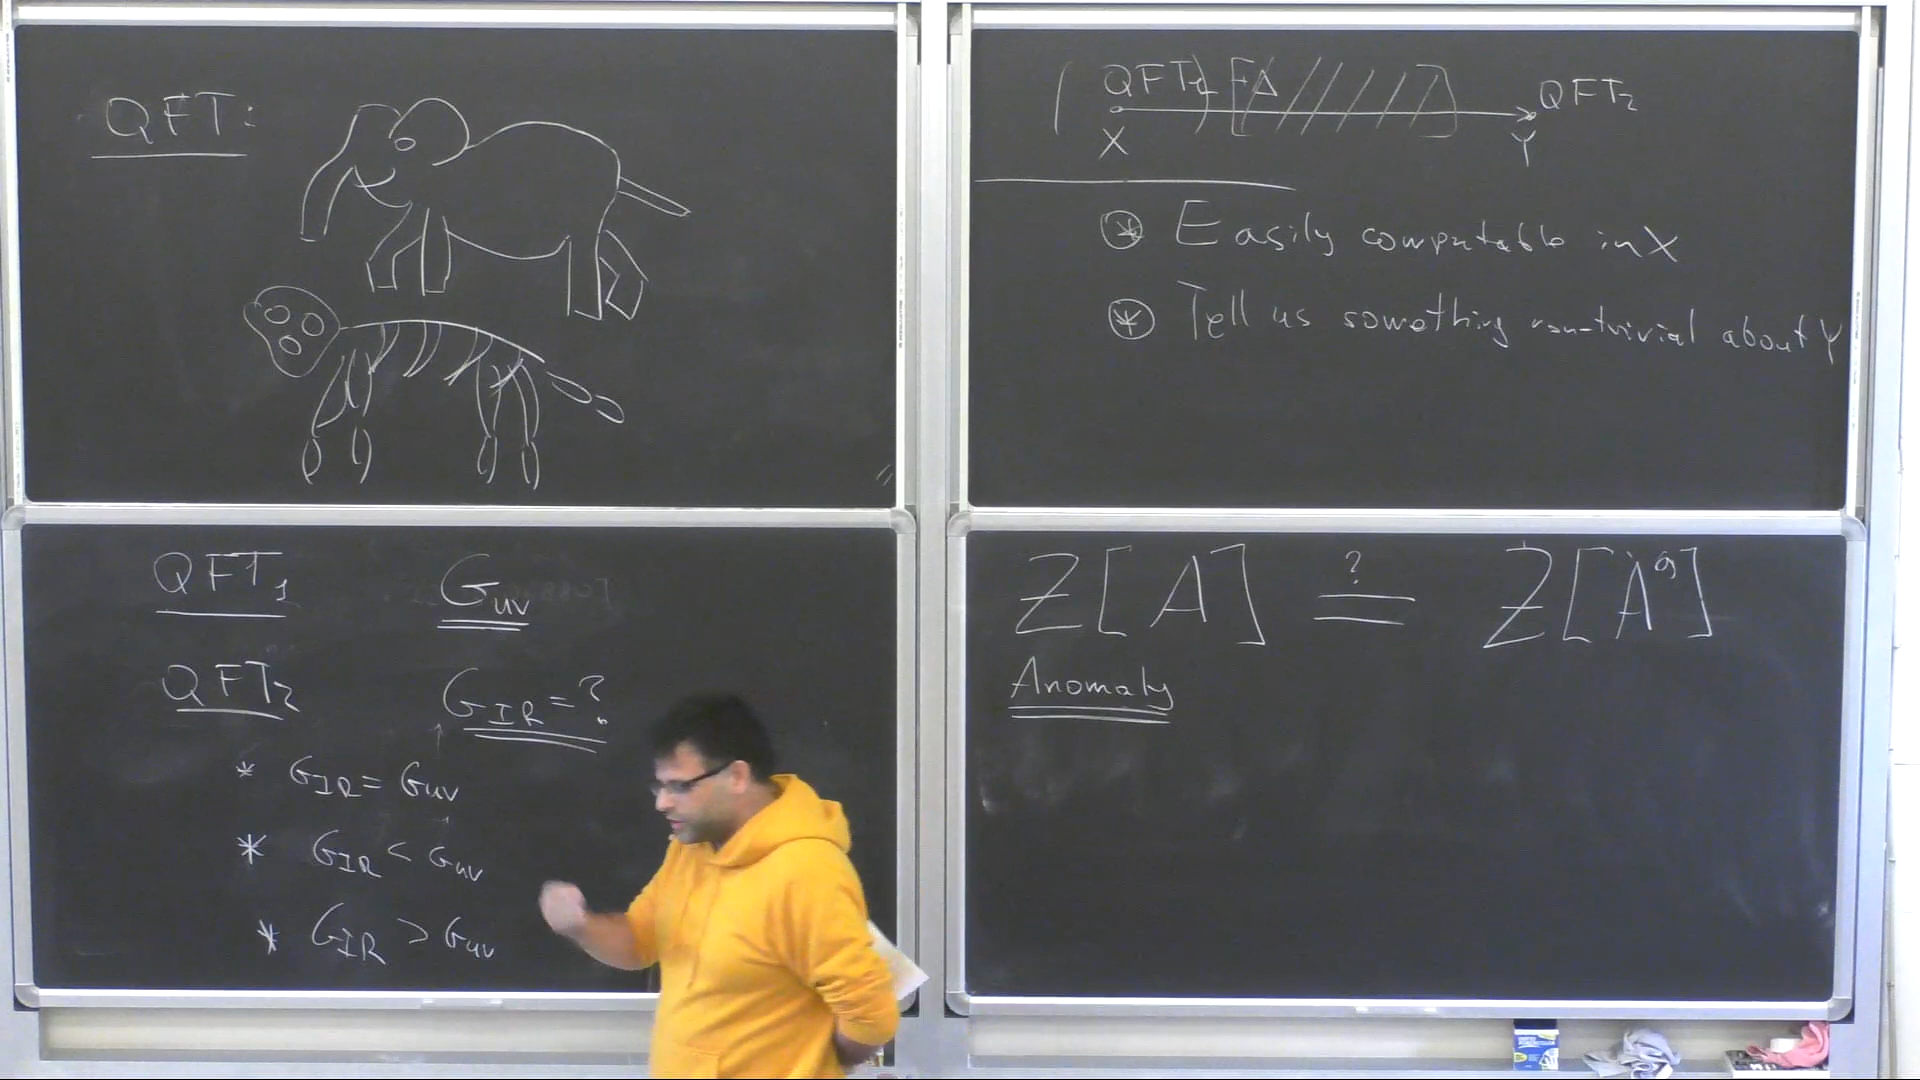 QFT:
QFT₁
G_UV
QFT₂
G_IR = ?
* G_IR = G_UV
* G_IR < G_UV
* G_IR > G_UV
QFT₁ QFT₂
X Y
⊛ Easily computable in X
⊛ Tell us something non-trivial about Y
Z[A] ?= Z[A^g]
Anomaly